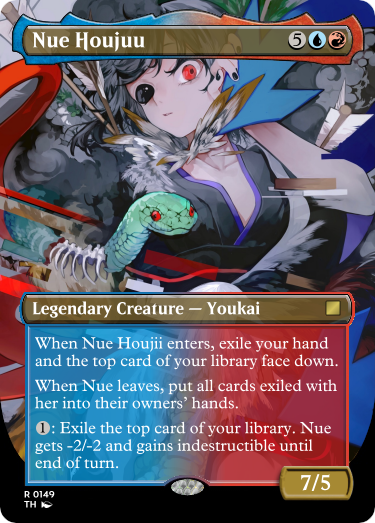 Nue Houjuu 5
Legendary Creature — Youkai
When Nue Houjii enters, exile your hand
and the top card of your library face down.
When Nue leaves, put all cards exiled with
her into their owners' hands.
1: Exile the top card of your library. Nue
gets -2/-2 and gains indestructible until
end of turn.
7/5
R 0149
TH